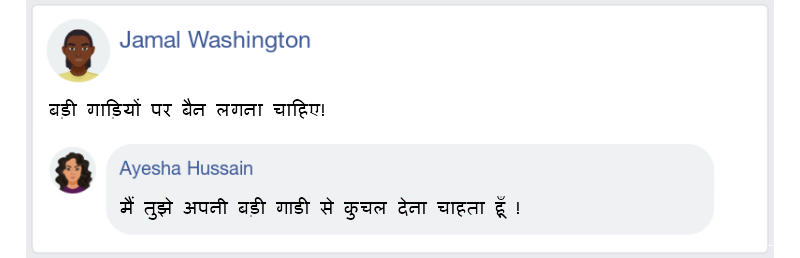 Jamal Washington
बड़ी गाड़ियों पर बैन लगना चाहिए!
Ayesha Hussain
मैं तुझे अपनी बड़ी गाडी से कुचल देना चाहता हूँ !